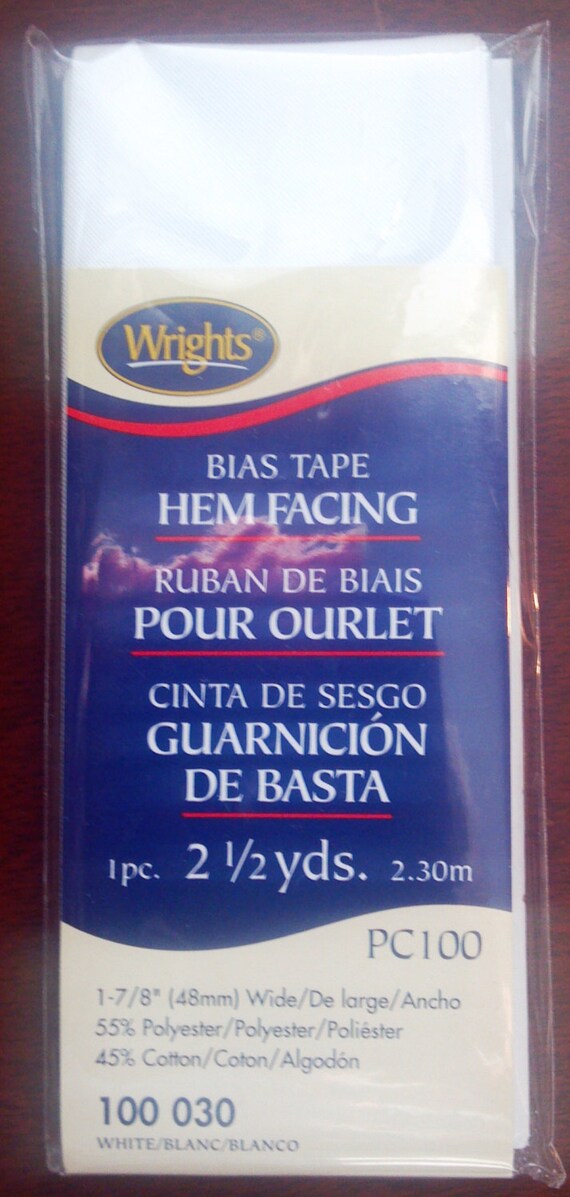 Wrights®
BIAS TAPE
HEM FACING
RUBAN DE BIAIS
POUR OURLET
CINTA DE SESGO
GUARNICIÓN
DE BASTA
1pc. 2 1/2 yds. 2.30m
PC100
1-7/8" (48mm) Wide/De large/Ancho
55% Polyester/Polyester/Poliéster
45% Cotton/Coton/Algodón
100 030
WHITE/BLANC/BLANCO